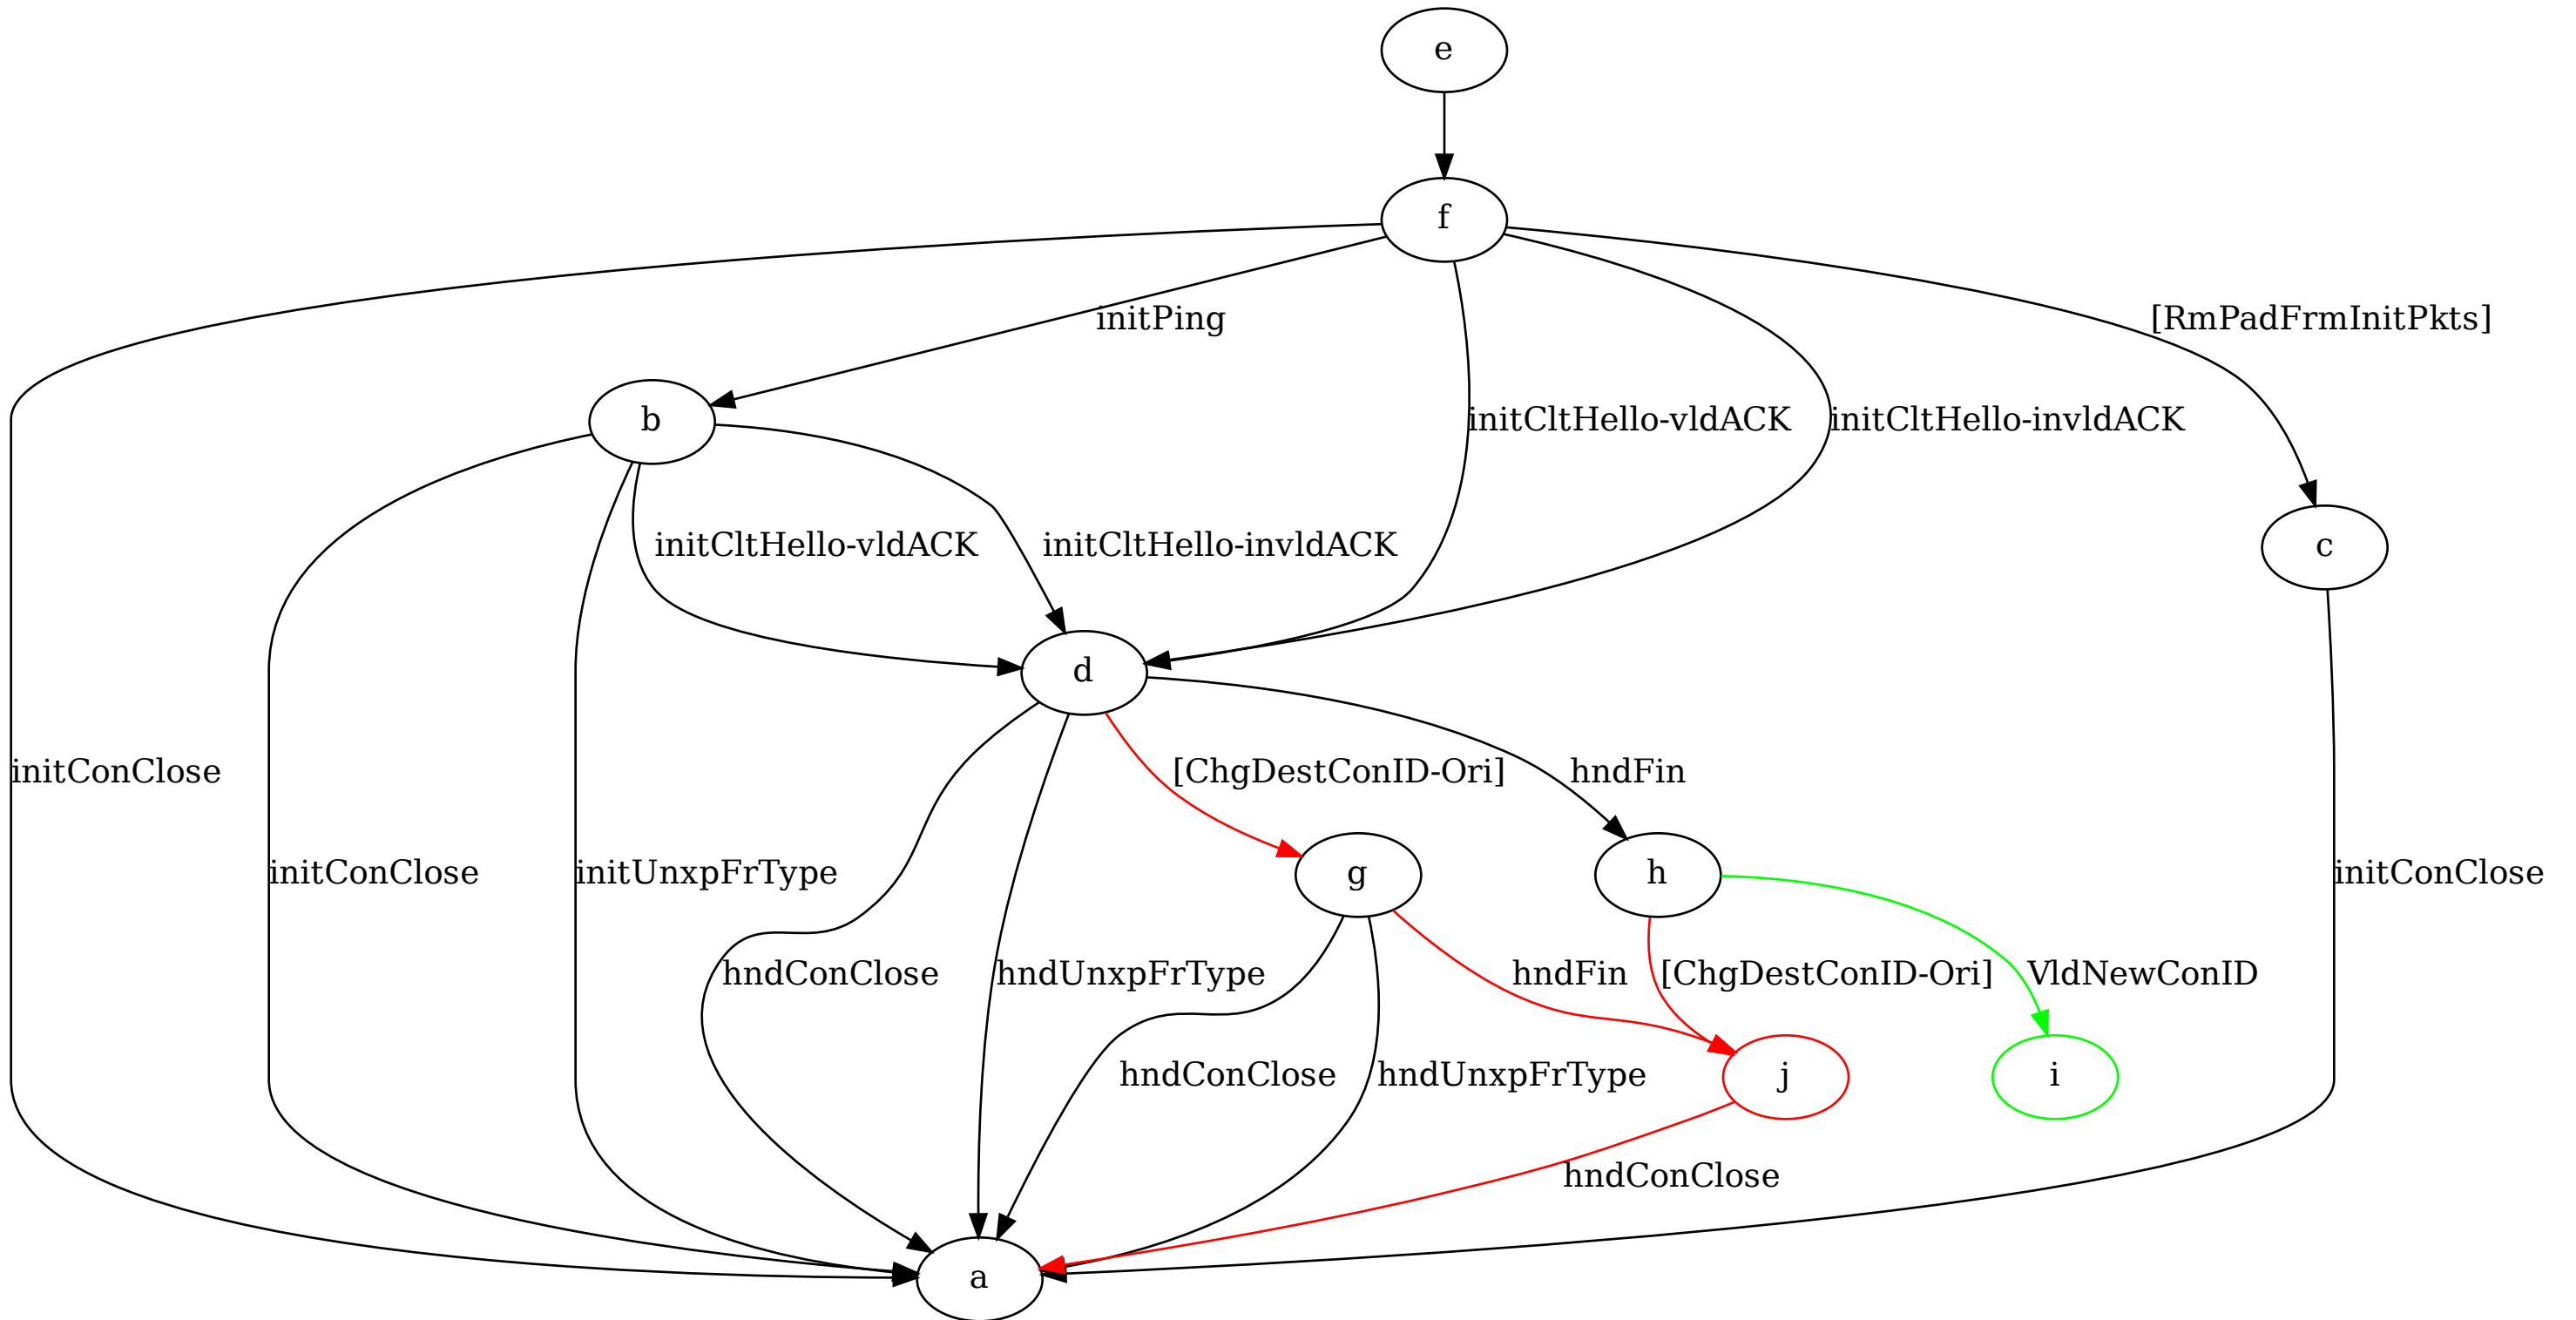 e
f
initPing
[RmPadFrmInitPkts]
b
initCltHello-vldACK
initCltHello-invldACK
initCltHello-vldACK
initCltHello-invldACK
c
d
initConClose
[ChgDestConID-Ori]
hndFin
initConClose
initUnxpFrType
g
h
initConClose
hndConClose
hndUnxpFrType
hndFin
[ChgDestConID-Ori]
VldNewConID
hndConClose
hndUnxpFrType
j
i
hndConClose
a